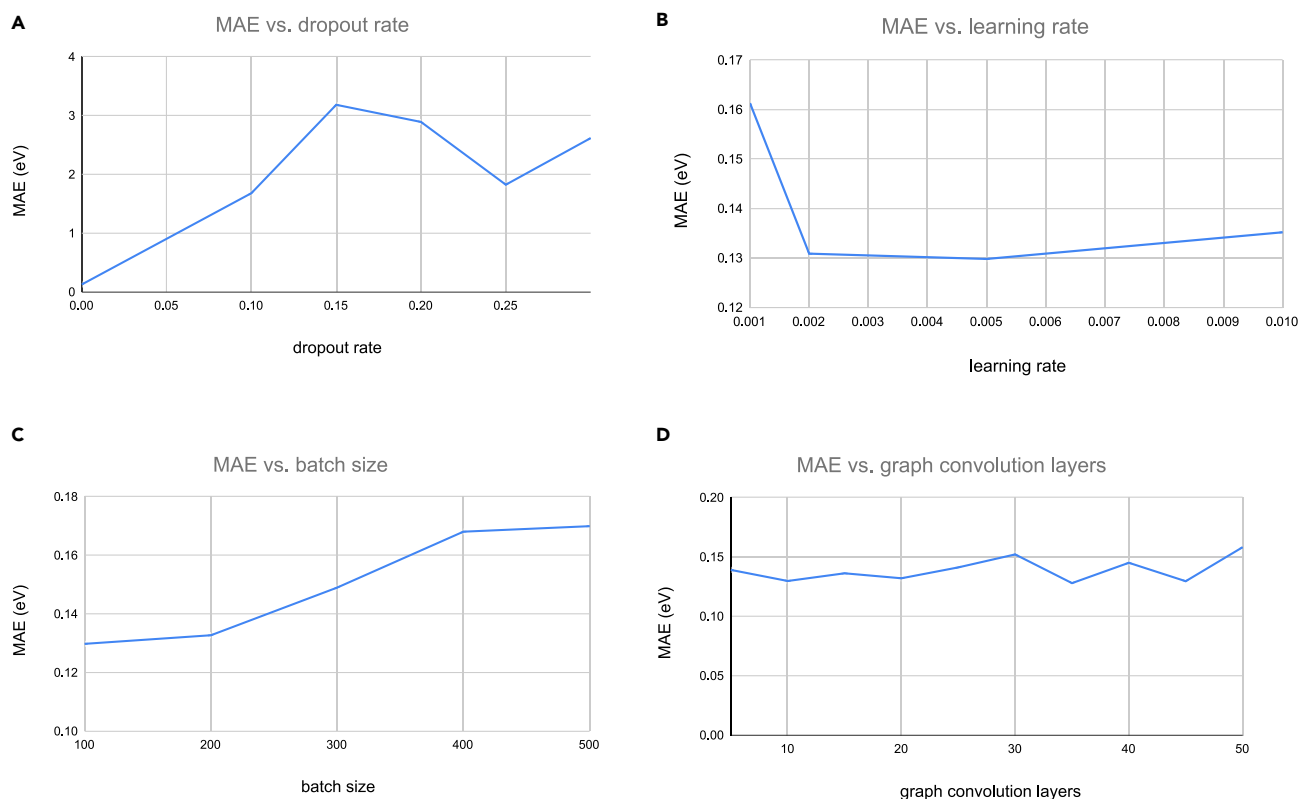 A
MAE vs. dropout rate
MAE (eV)
4
3
2
1
0
0.00 0.05 0.10 0.15 0.20 0.25
dropout rate
B
MAE vs. learning rate
MAE (eV)
0.17
0.16
0.15
0.14
0.13
0.12
0.001 0.002 0.003 0.004 0.005 0.006 0.007 0.008 0.009 0.010
learning rate
C
MAE vs. batch size
MAE (eV)
0.18
0.16
0.14
0.12
0.10
100 200 300 400 500
batch size
D
MAE vs. graph convolution layers
MAE (eV)
0.20
0.15
0.10
0.05
0.00
10 20 30 40 50
graph convolution layers